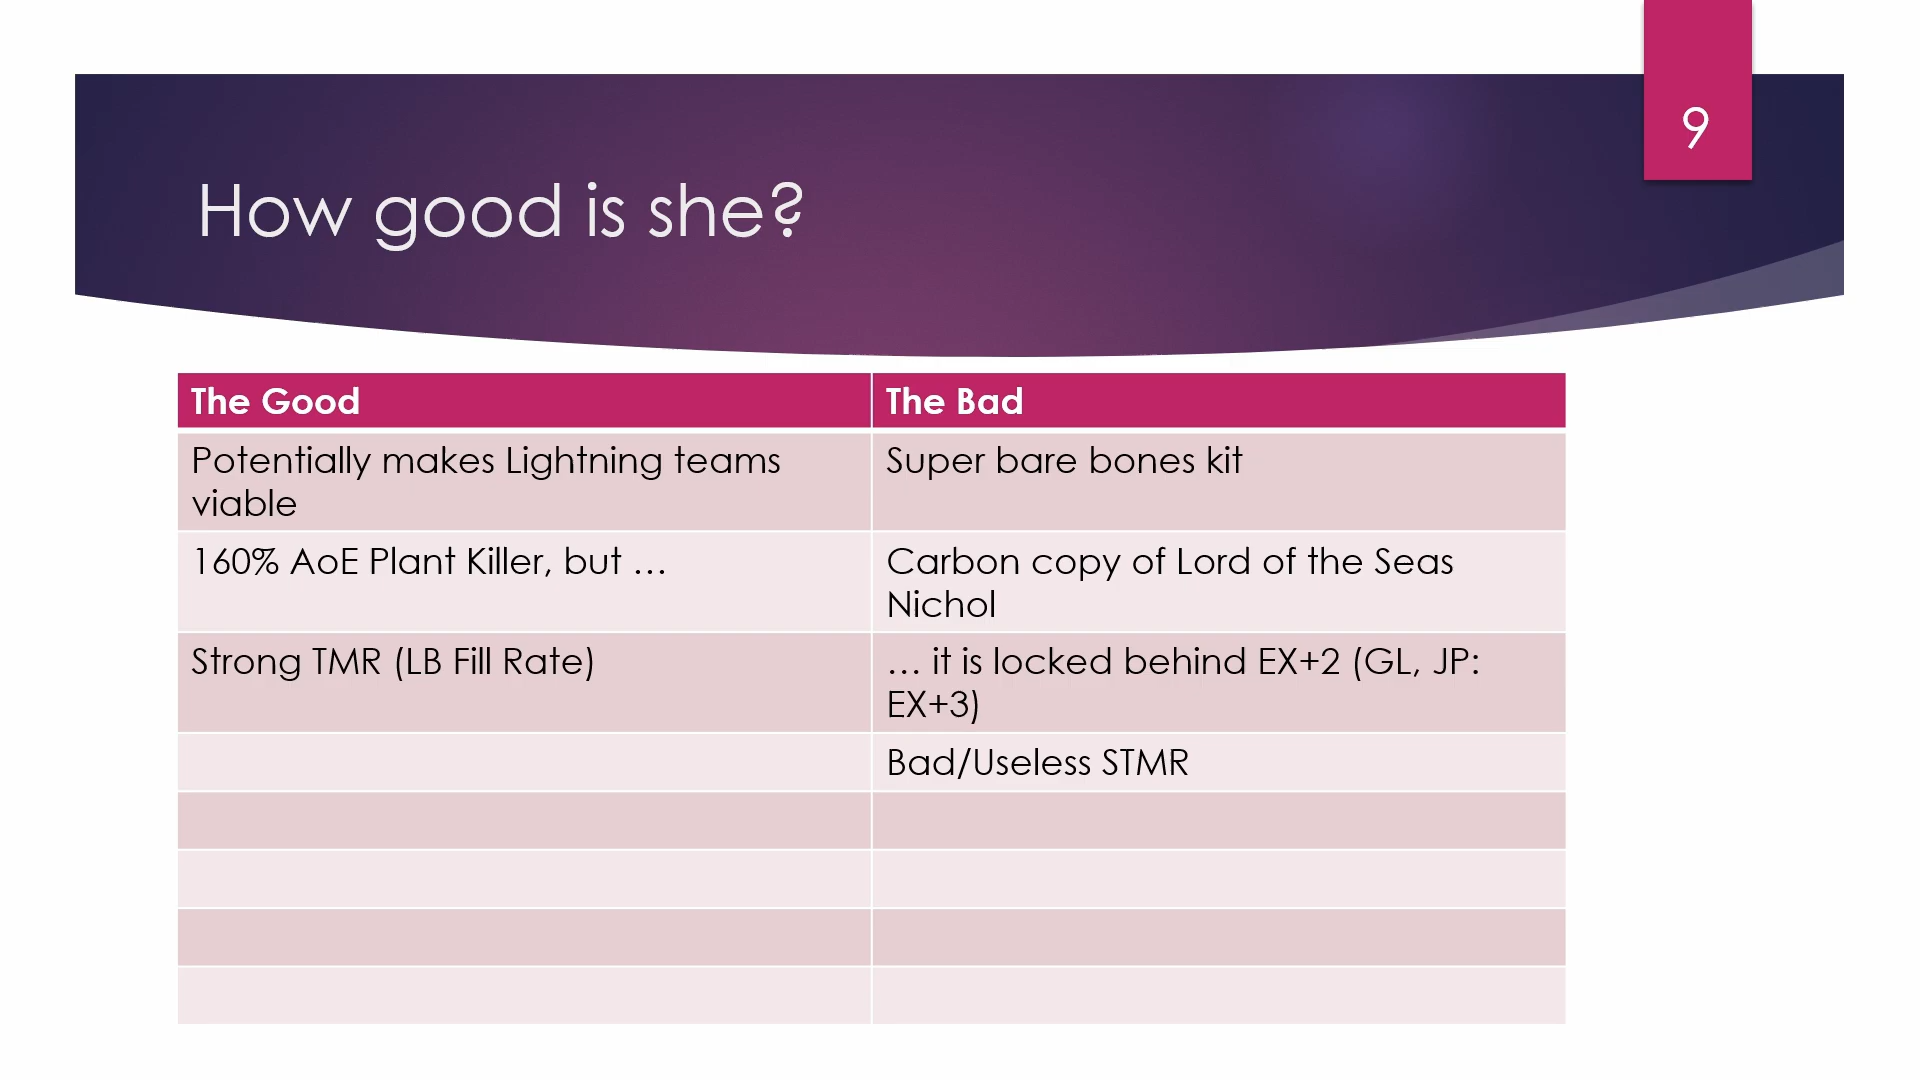 9
How good is she?
The Good
The Bad
Potentially makes Lightning teams
viable
Super bare bones kit
160% AoE Plant Killer, but …
Carbon copy of Lord of the Seas
Nichol
Strong TMR (LB Fill Rate)
… it is locked behind EX+2 (GL, JP:
EX+3)
Bad/Useless STMR